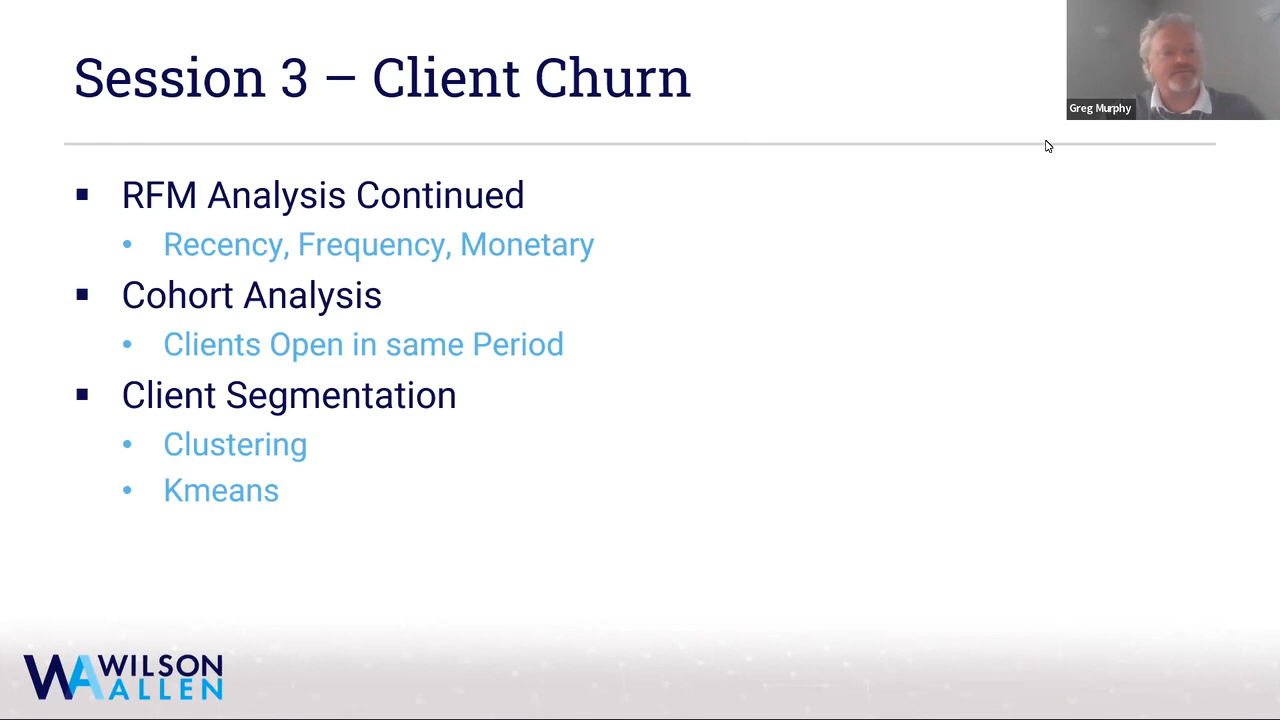 Session 3 – Client Churn
Greg Murphy
▪ RFM Analysis Continued
• Recency, Frequency, Monetary
▪ Cohort Analysis
• Clients Open in same Period
▪ Client Segmentation
• Clustering
• Kmeans
WA WILSON
ALLEN